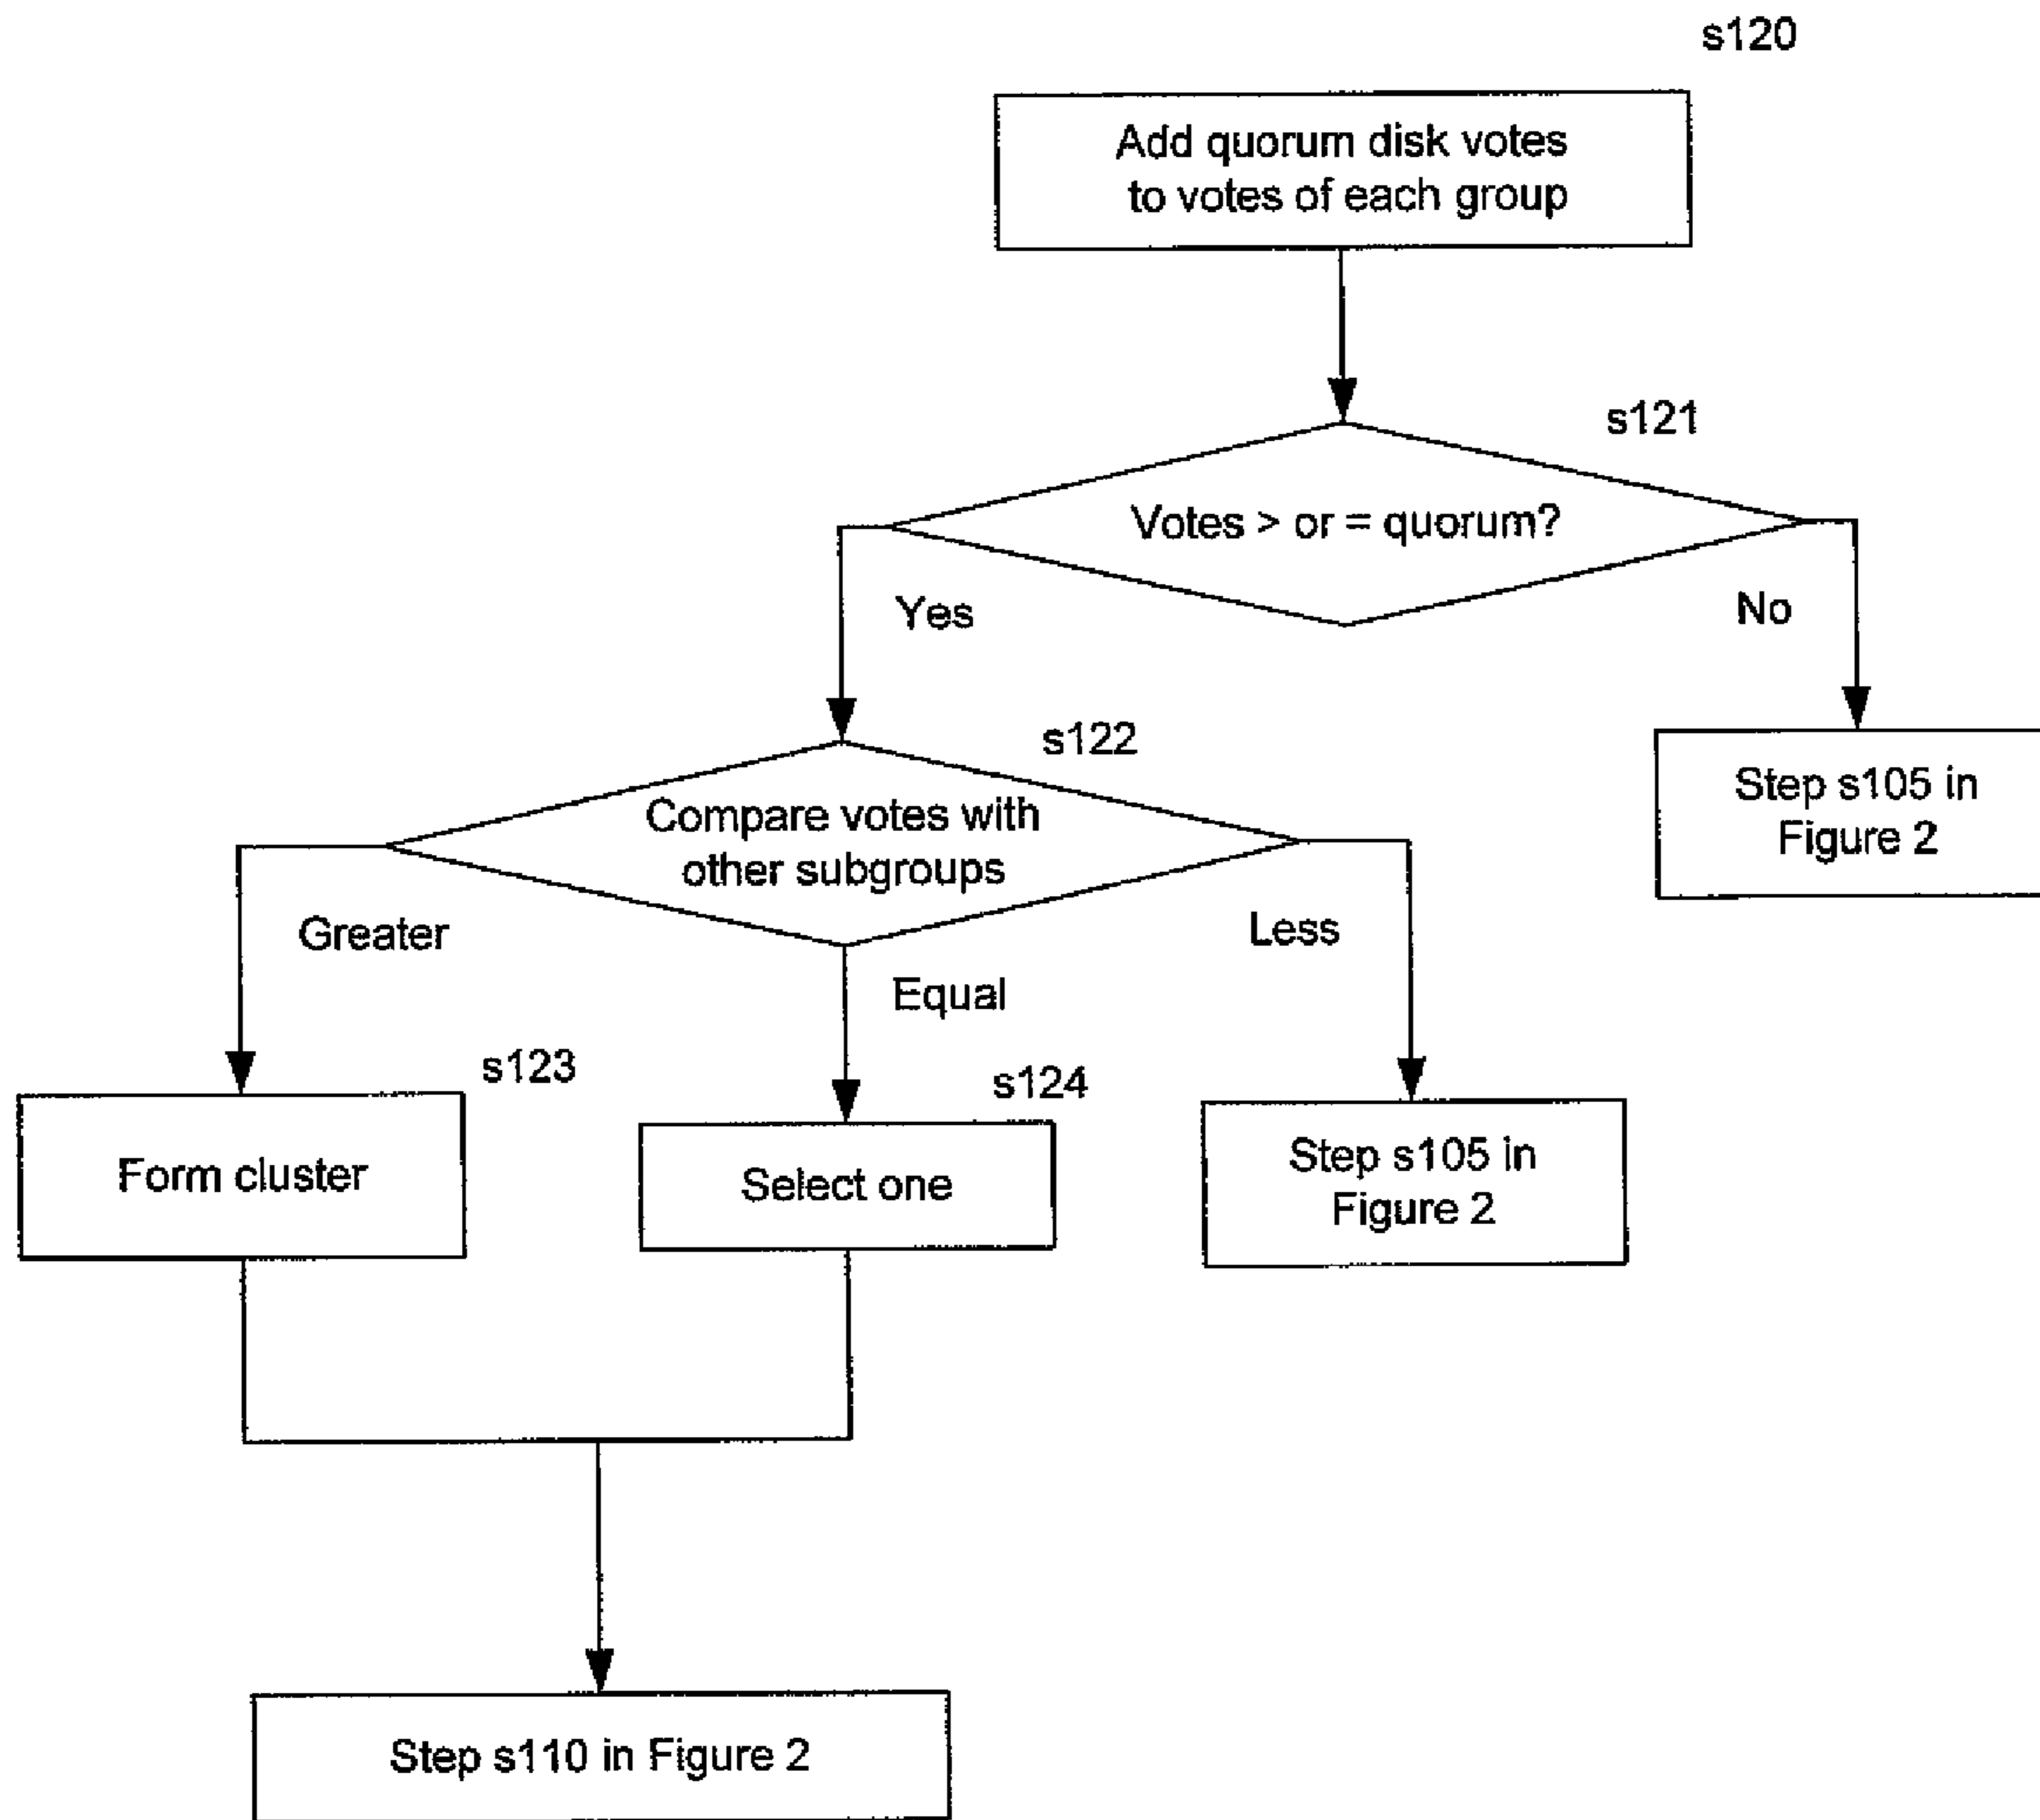 s120
Add quorum disk votes
to votes of each group
s121
Votes > or = quorum?
Yes
No
s122
Compare votes with
other subgroups
Step s105 in
Figure 2
Greater
Equal
Less
s123
Form cluster
s124
Select one
Step s105 in
Figure 2
Step s110 in Figure 2